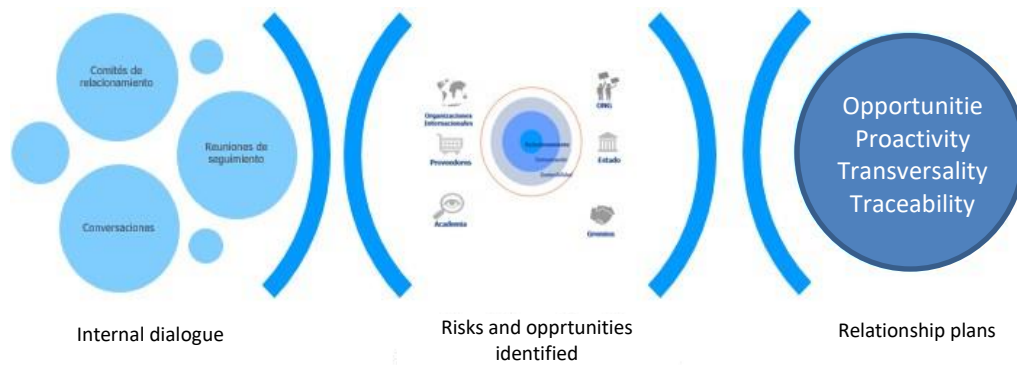 Comités de
relacionamiento
Reuniones de
seguimiento
Conversaciones
Internal dialogue
Organizaciones
Internacionales
Proveedores
Academia
ONG
Estado
Gremios
Risks and opprtunities
identified
Opportunitie
Proactivity
Transversality
Traceability
Relationship plans